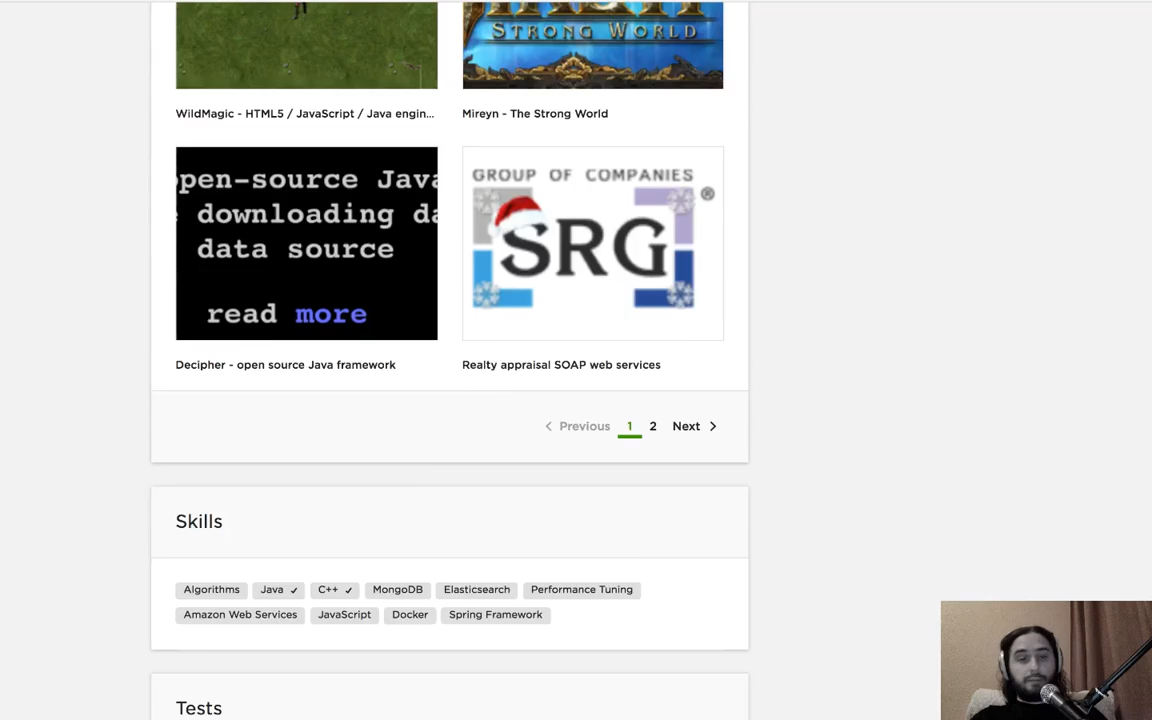 STRONG WORLD
WildMagic - HTML5 / JavaScript / Java engin...
Mireyn - The Strong World
open-source Java
downloading da
data source
read more
GROUP OF COMPANIES
®
SRG
Decipher - open source Java framework
Realty appraisal SOAP web services
Previous 1 2 Next
Skills
Algorithms Java ✓ C++ ✓ MongoDB Elasticsearch Performance Tuning
Amazon Web Services JavaScript Docker Spring Framework
Tests